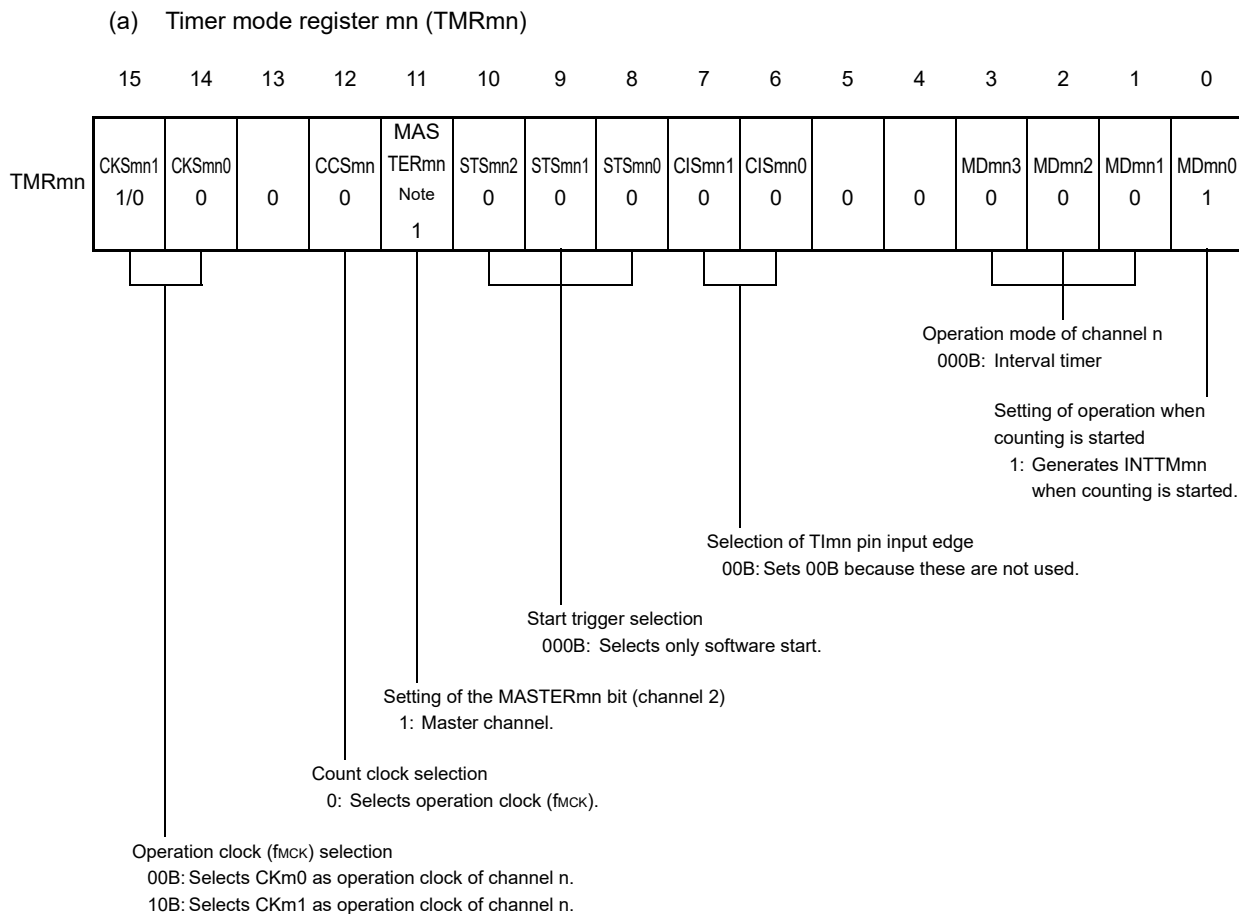 (a) Timer mode register mn (TMRmn)
15 14 13 12 11 10 9 8 7 6 5 4 3 2 1 0
TMRmn
CKSmn1 1/0
CKSmn0 0
0
CCSmn 0
MAS
TERmn
Note
1
STSmn2 0
STSmn1 0
STSmn0 0
CISmn1 0
CISmn0 0
0
0
MDmn3 0
MDmn2 0
MDmn1 0
MDmn0 1
Operation mode of channel n
000B: Interval timer
Setting of operation when
counting is started
1: Generates INTTMmn
when counting is started.
Selection of TImn pin input edge
00B: Sets 00B because these are not used.
Start trigger selection
000B: Selects only software start.
Setting of the MASTERmn bit (channel 2)
1: Master channel.
Count clock selection
0: Selects operation clock (fMCK).
Operation clock (fMCK) selection
00B: Selects CKm0 as operation clock of channel n.
10B: Selects CKm1 as operation clock of channel n.